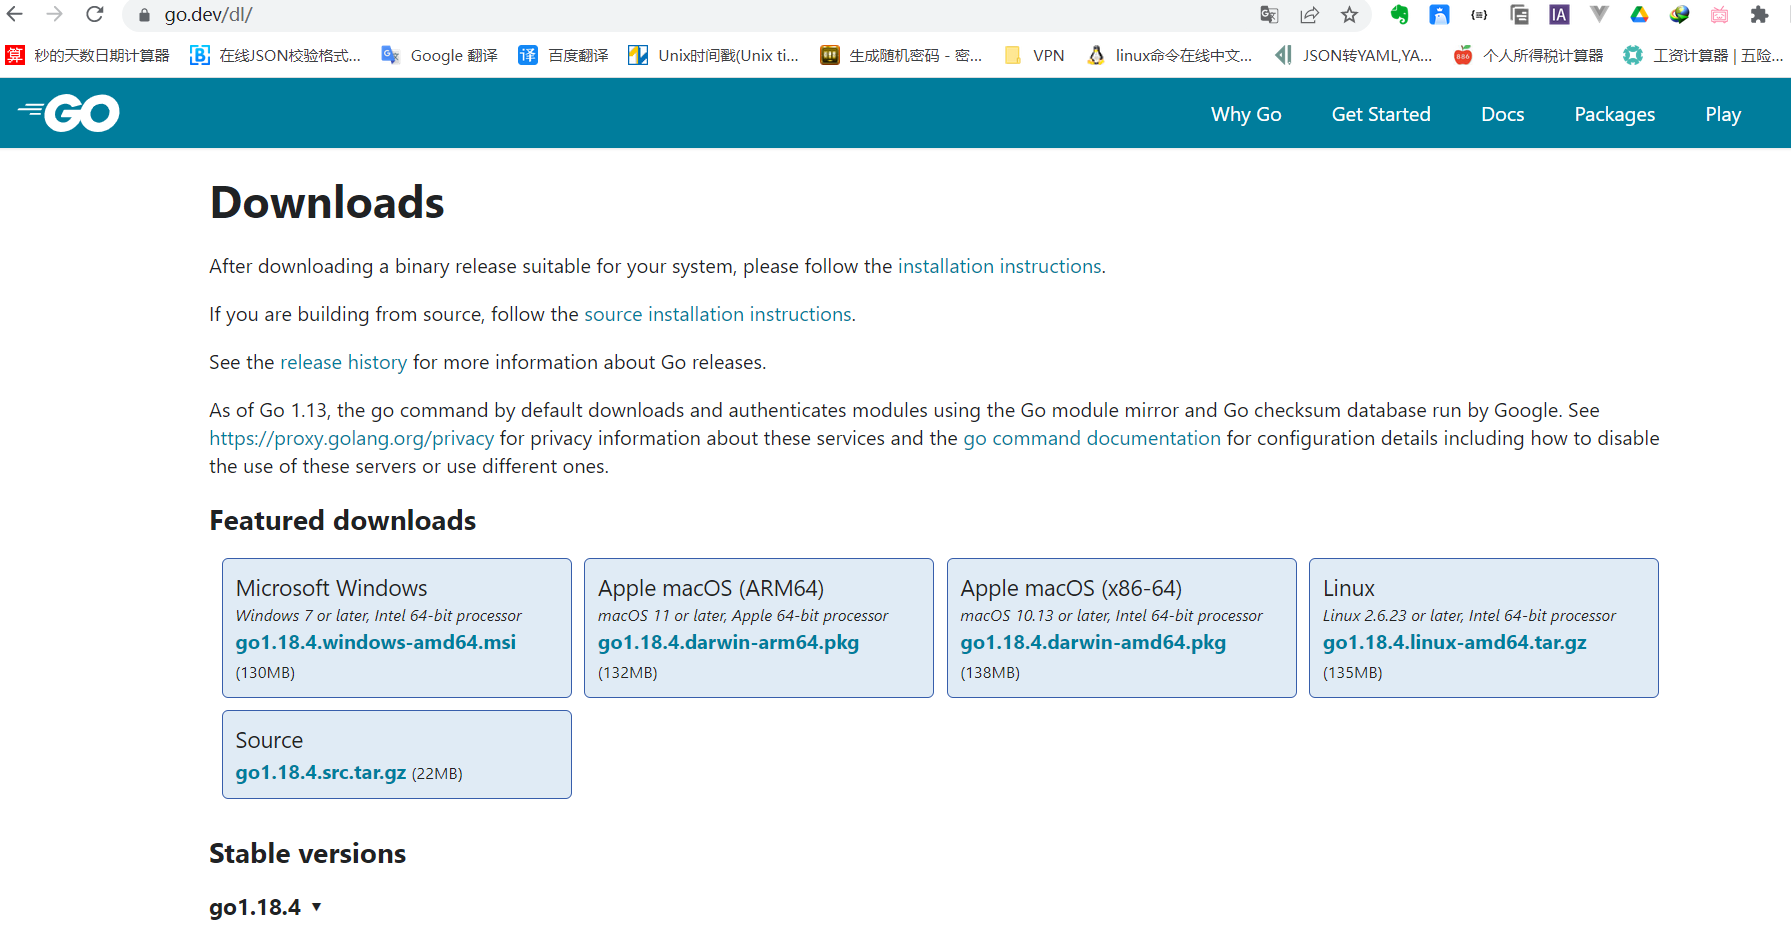 go.dev/dl/
秒的天数日期计算器 在线JSON校验格式... Google 翻译 百度翻译 Unix时间戳(Unix ti... 生成随机密码 - 密... VPN linux命令在线中文... JSON转YAML,YA... 个人所得税计算器 工资计算器 | 五险...
GO Why Go Get Started Docs Packages Play
Downloads
After downloading a binary release suitable for your system, please follow the installation instructions.
If you are building from source, follow the source installation instructions.
See the release history for more information about Go releases.
As of Go 1.13, the go command by default downloads and authenticates modules using the Go module mirror and Go checksum database run by Google. See
https://proxy.golang.org/privacy for privacy information about these services and the go command documentation for configuration details including how to disable
the use of these servers or use different ones.
Featured downloads
Microsoft Windows
Windows 7 or later, Intel 64-bit processor
go1.18.4.windows-amd64.msi
(130MB)
Apple macOS (ARM64)
macOS 11 or later, Apple 64-bit processor
go1.18.4.darwin-arm64.pkg
(132MB)
Apple macOS (x86-64)
macOS 10.13 or later, Intel 64-bit processor
go1.18.4.darwin-amd64.pkg
(138MB)
Linux
Linux 2.6.23 or later, Intel 64-bit processor
go1.18.4.linux-amd64.tar.gz
(135MB)
Source
go1.18.4.src.tar.gz (22MB)
Stable versions
go1.18.4 ▼